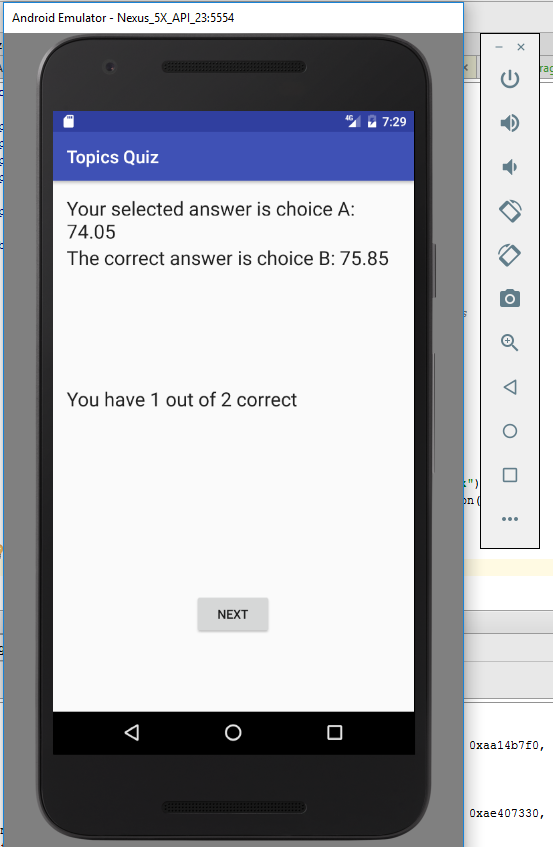 Android Emulator - Nexus_5X_API_23:5554
4G 7:29
Topics Quiz
Your selected answer is choice A:
74.05
The correct answer is choice B: 75.85
You have 1 out of 2 correct
")
on(
NEXT
0xaa14b7f0,
0xae407330,